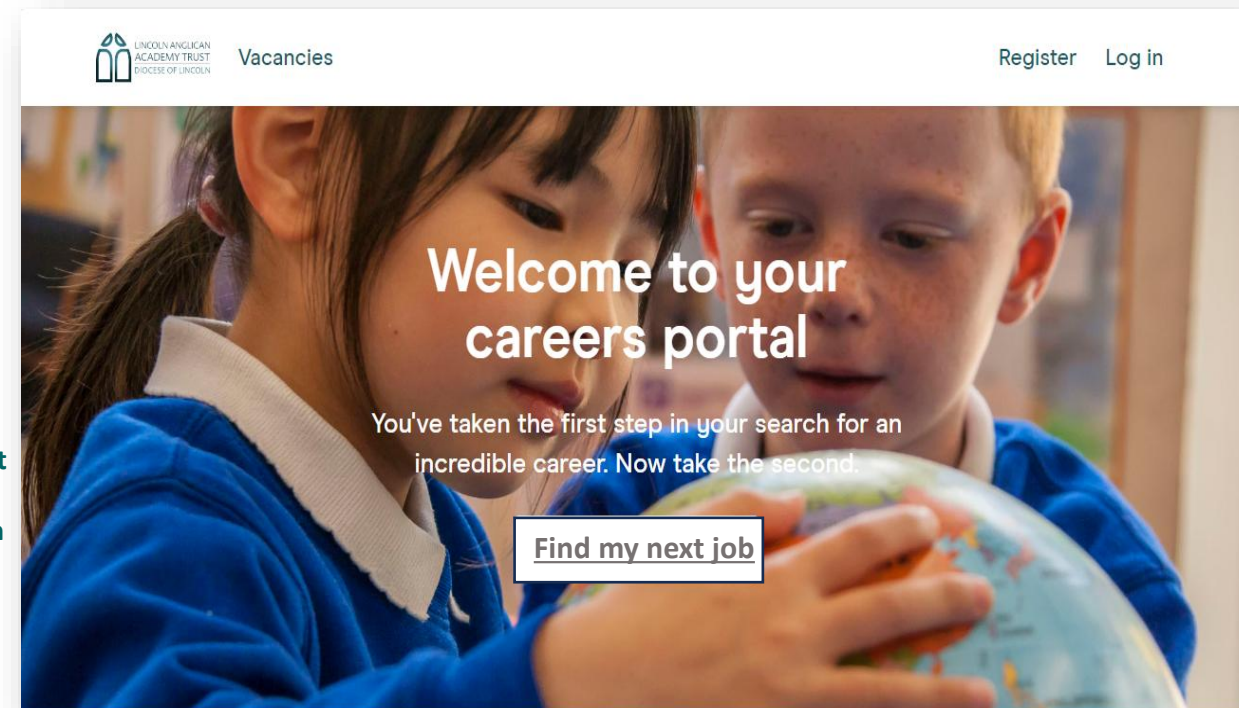 LINCOLN ANGLICAN
ACADEMY TRUST
DIOCESE OF LINCOLN
Vacancies
Register
Log in
Welcome to your
careers portal
You've taken the first step in your search for an
incredible career. Now take the second.
Find my next job